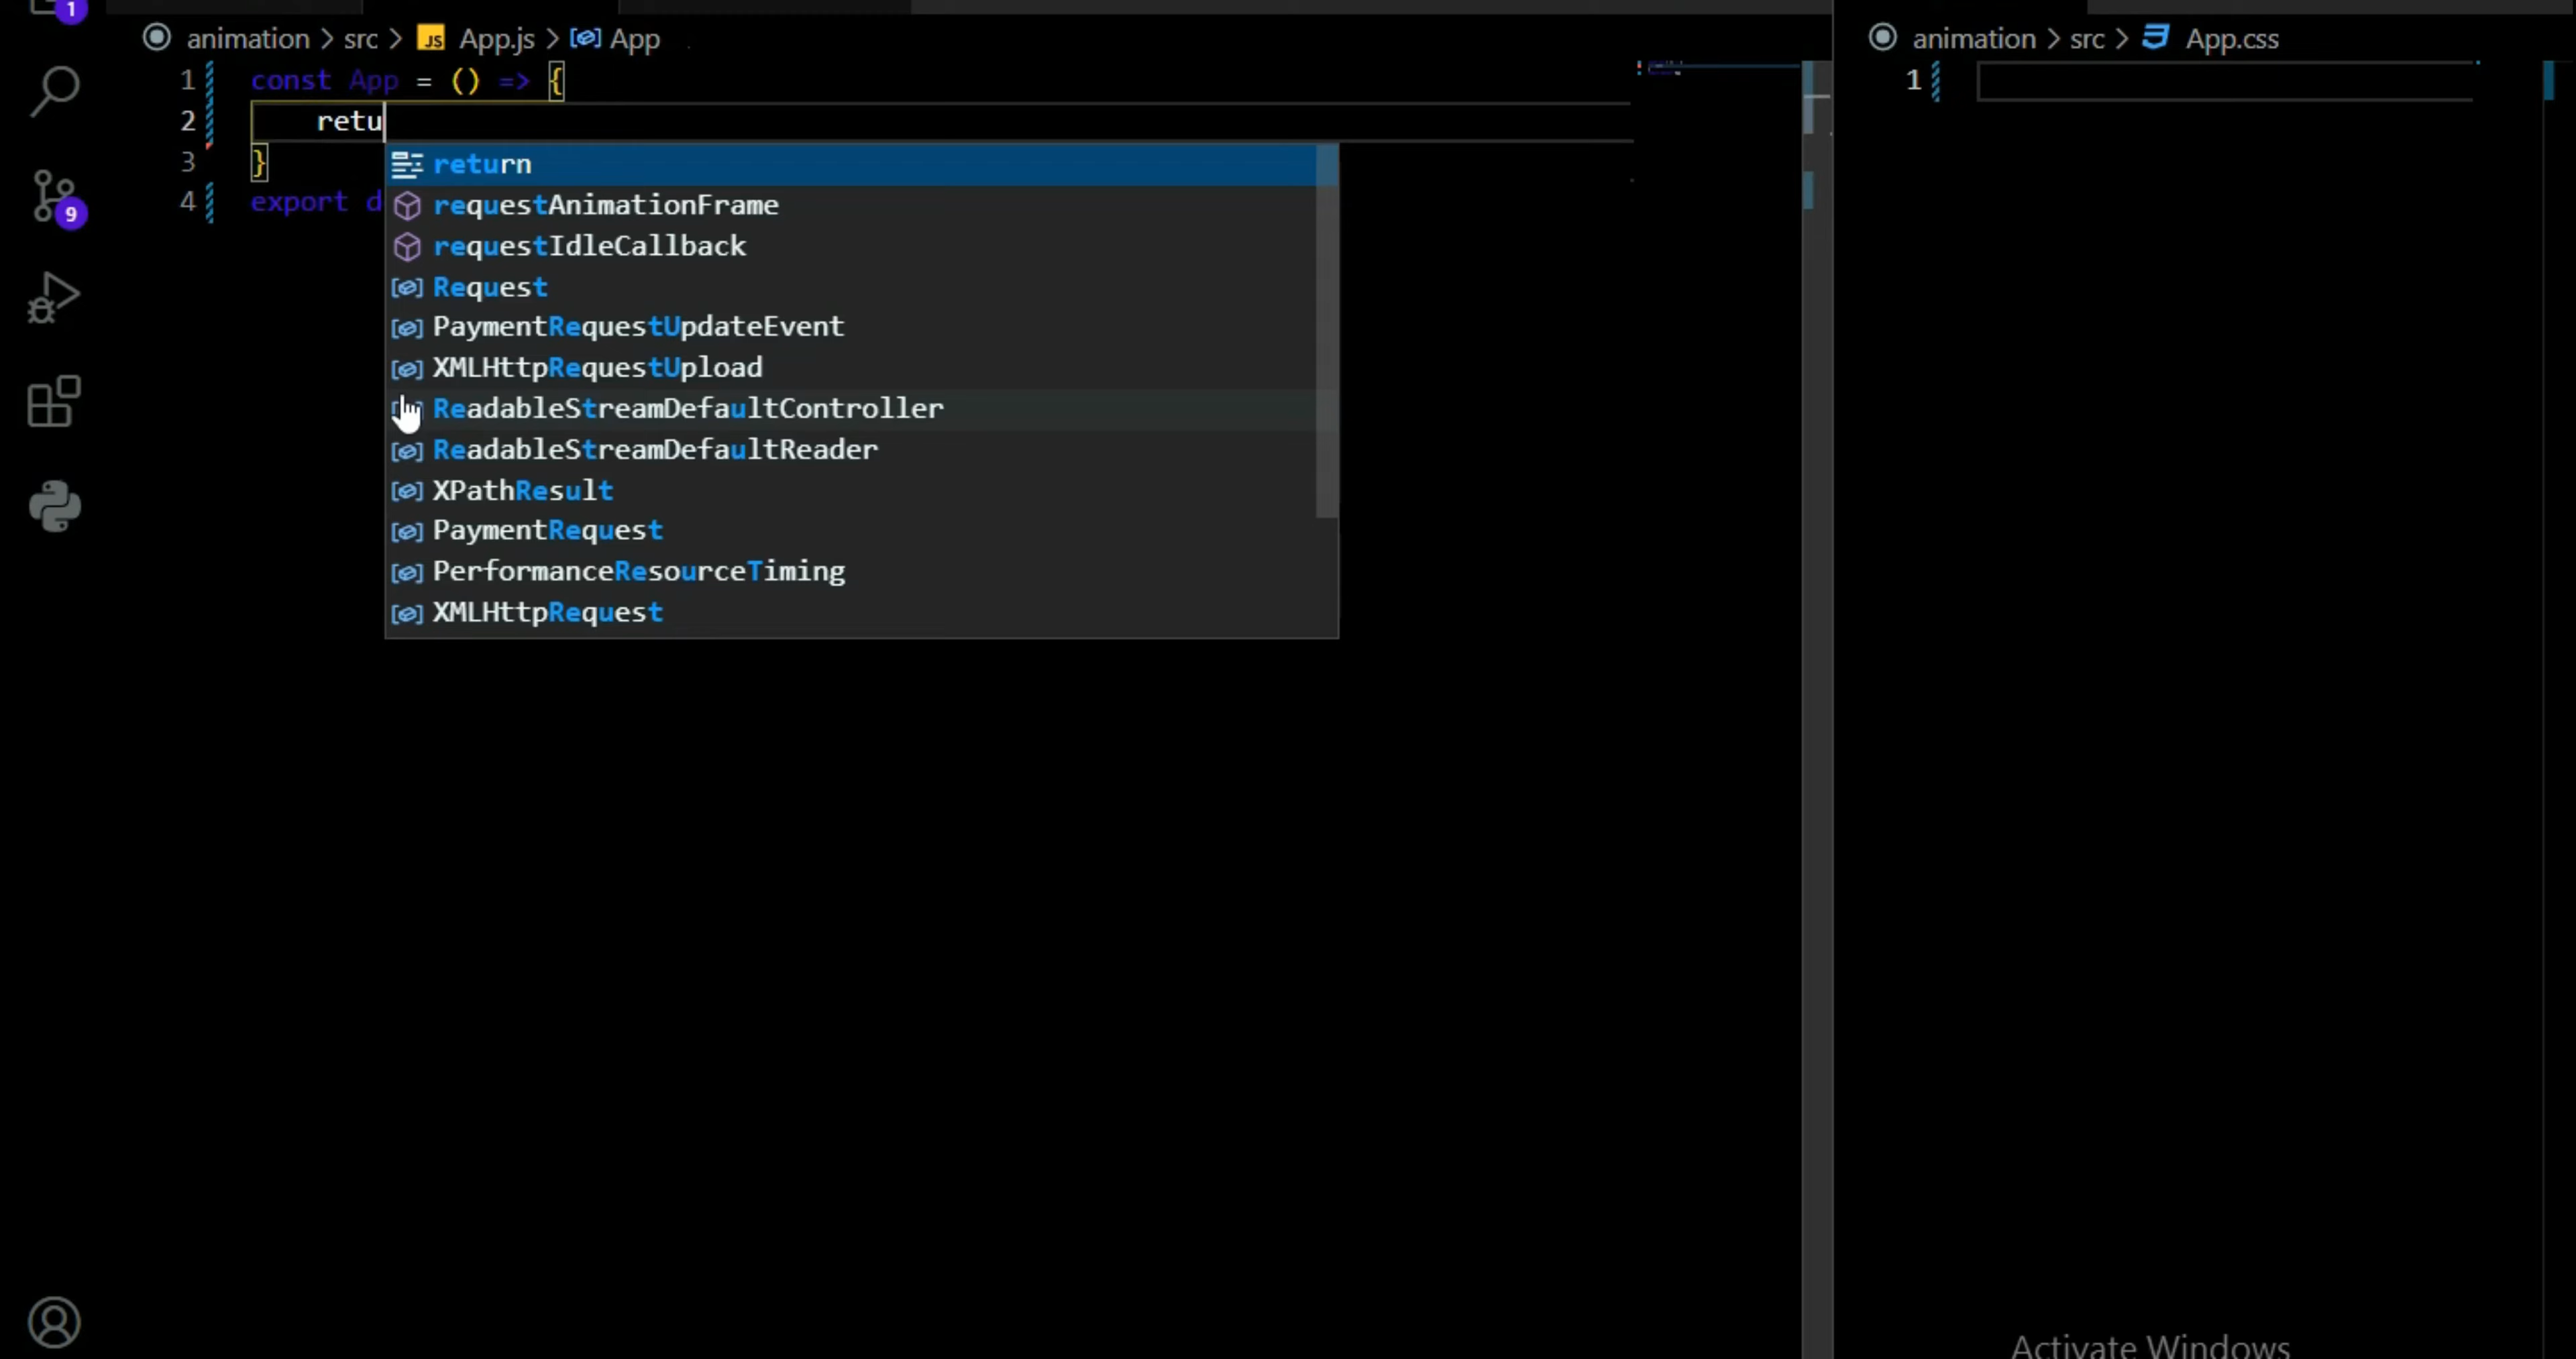 1
animation > src > JS App.js > App
1 const App = () => {
2 retu
3 }
4 export d
return
requestAnimationFrame
requestIdleCallback
Request
PaymentRequestUpdateEvent
XMLHttpRequestUpload
ReadableStreamDefaultController
ReadableStreamDefaultReader
XPathResult
PaymentRequest
PerformanceResourceTiming
XMLHttpRequest
9
animation > src > App.css
1
Activate Windows